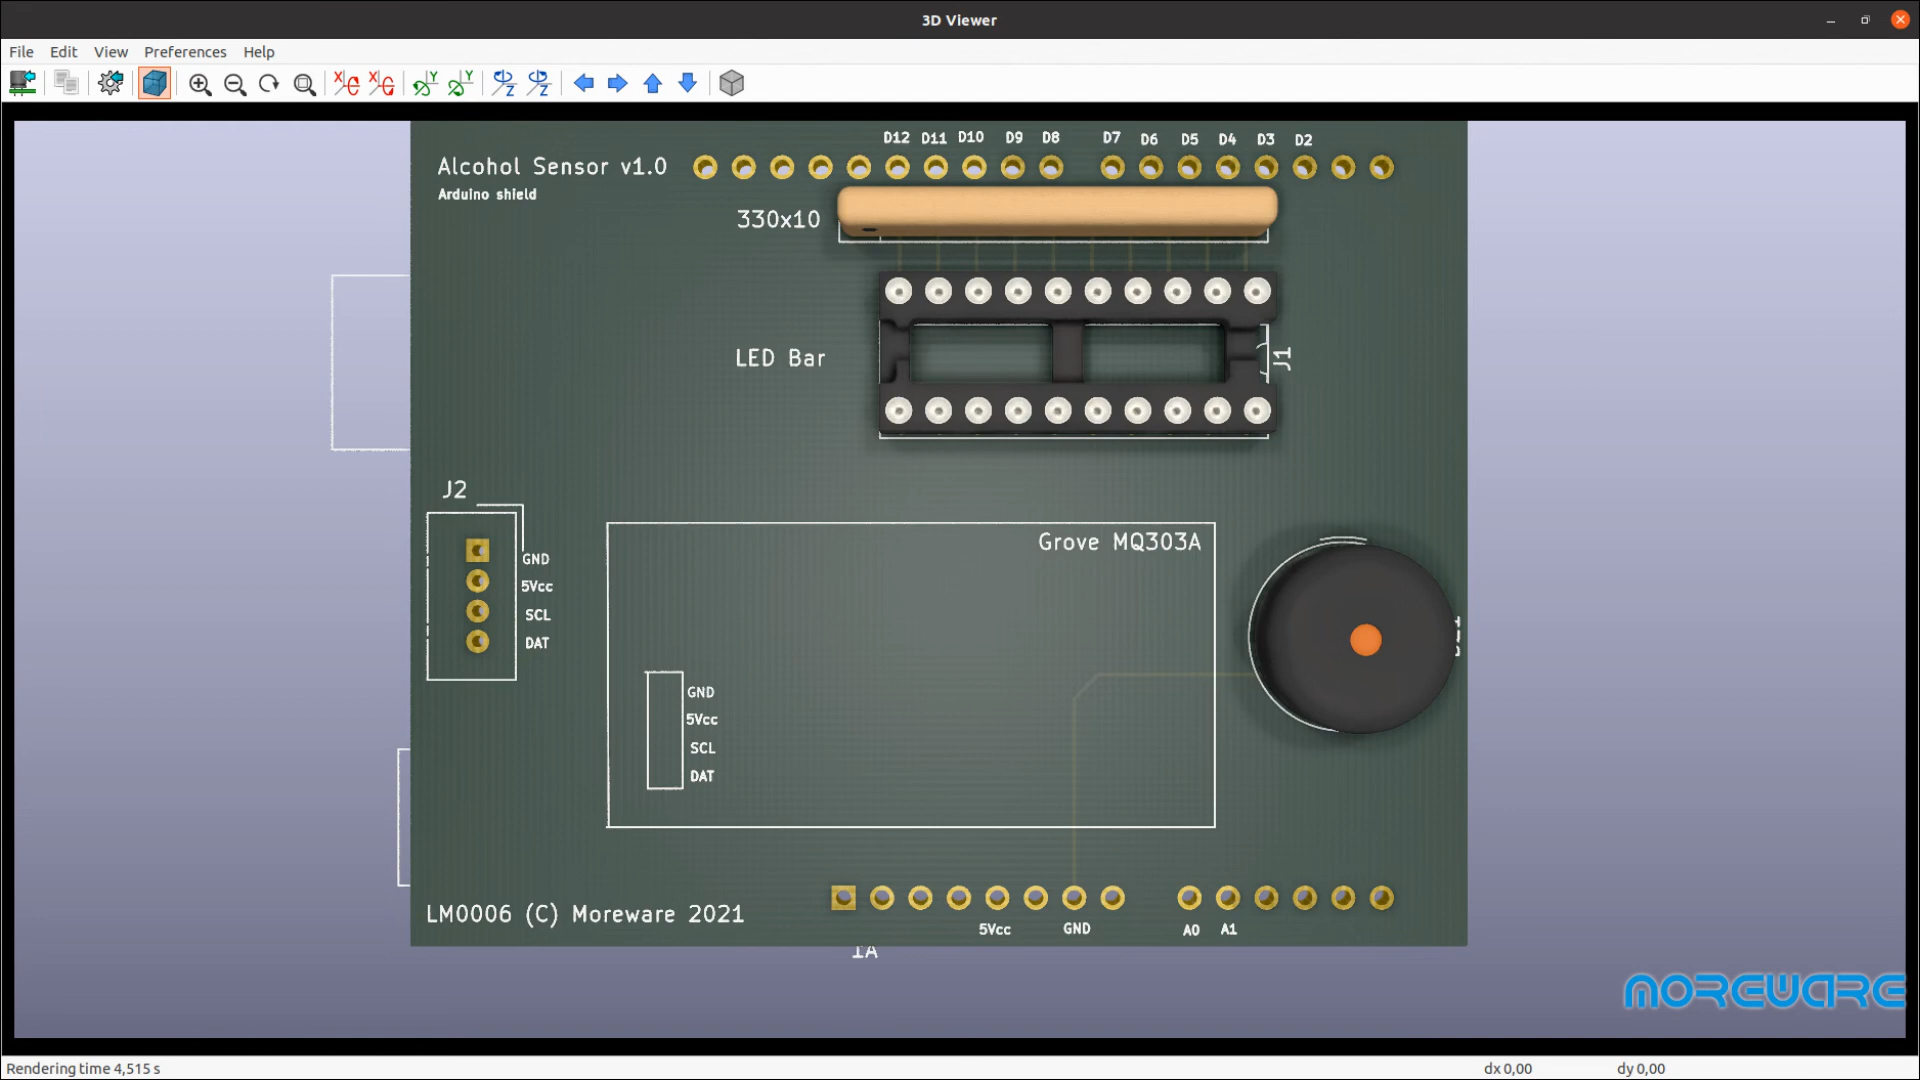 3D Viewer
File Edit View Preferences Help
D12 D11 D10 D9 D8 D7 D6 D5 D4 D3 D2
Alcohol Sensor v1.0
Arduino shield
330x10
LED Bar
J1
J2
GND
5Vcc
SCL
DAT
Grove MQ303A
GND
5Vcc
SCL
DAT
LM0006 (C) Moreware 2021
5Vcc GND A0 A1
MOREWARE
Rendering time 4,515 s
dx 0,00
dy 0,00